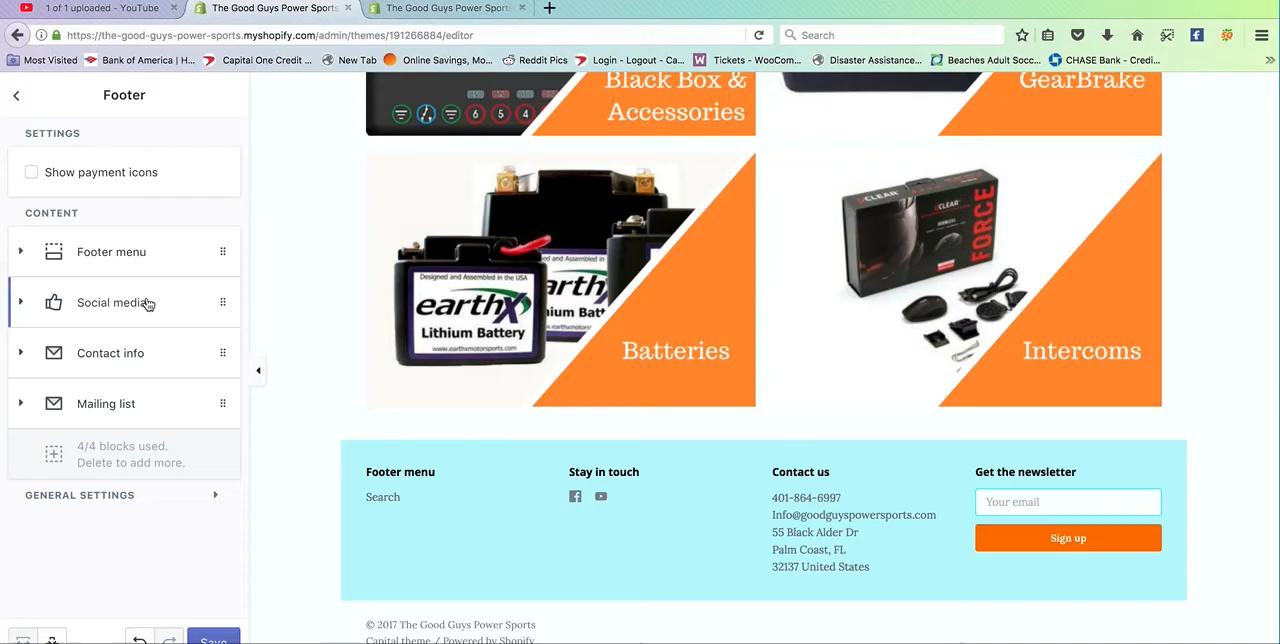 1 of 1 uploaded - YouTube
The Good Guys Power Sports
The Good Guys Power Sport
https://the-good-guys-power-sports.myshopify.com/admin/themes/191266884/editor
Search
Most Visited
Bank of America | H...
Capital One Credit ...
New Tab
Online Savings, Mo...
Reddit Pics
Login - Logout - Ca...
Tickets - WooCom...
Disaster Assistance...
Beaches Adult Socc...
CHASE Bank - Credi...
Footer
SETTINGS
Show payment icons
CONTENT
Footer menu
Social media
Contact info
Mailing list
4/4 blocks used.
Delete to add more.
GENERAL SETTINGS
Save
6 5 4
Black Box &
Accessories
GearBrake
Designed and Assembled in the USA
earthX
Lithium Battery
www.earthxmotorsports.com
Batteries
UCLEAR
FORCE
Intercoms
Footer menu
Search
Stay in touch
Contact us
401-864-6997
Info@goodguyspowersports.com
55 Black Alder Dr
Palm Coast, FL
32137 United States
Get the newsletter
Your email
Sign up
© 2017 The Good Guys Power Sports
Capital theme / Powered by Shopify